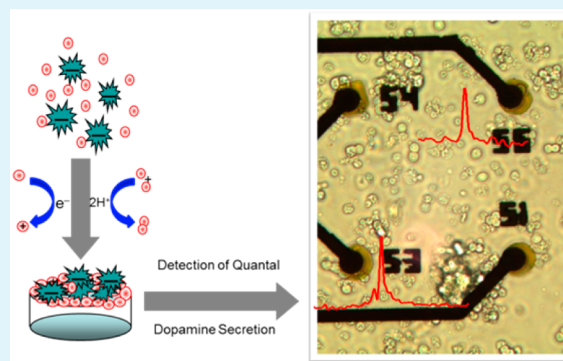 e⁻
2H⁺
Detection of Quantal
Dopamine Secretion
54
55
51
53